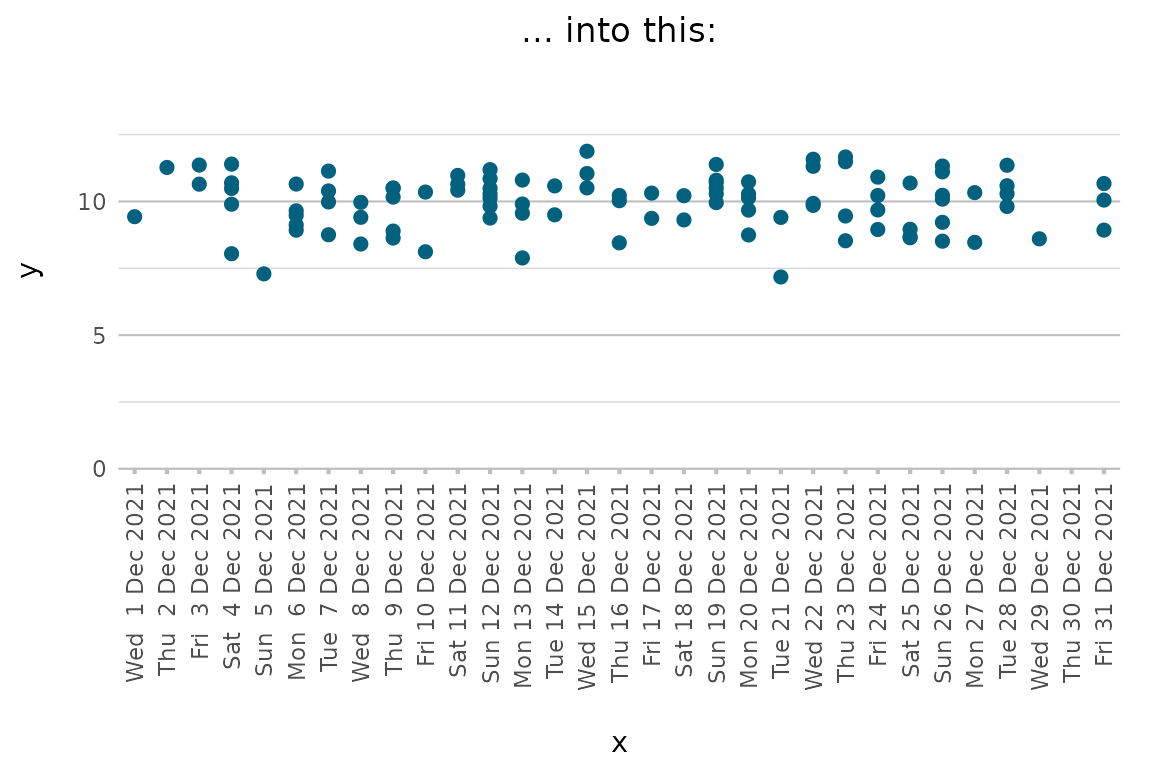 ... into this:
y
10
5
0
Wed  1 Dec 2021
Thu  2 Dec 2021
Fri  3 Dec 2021
Sat  4 Dec 2021
Sun  5 Dec 2021
Mon  6 Dec 2021
Tue  7 Dec 2021
Wed  8 Dec 2021
Thu  9 Dec 2021
Fri 10 Dec 2021
Sat 11 Dec 2021
Sun 12 Dec 2021
Mon 13 Dec 2021
Tue 14 Dec 2021
Wed 15 Dec 2021
Thu 16 Dec 2021
Fri 17 Dec 2021
Sat 18 Dec 2021
Sun 19 Dec 2021
Mon 20 Dec 2021
Tue 21 Dec 2021
Wed 22 Dec 2021
Thu 23 Dec 2021
Fri 24 Dec 2021
Sat 25 Dec 2021
Sun 26 Dec 2021
Mon 27 Dec 2021
Tue 28 Dec 2021
Wed 29 Dec 2021
Thu 30 Dec 2021
Fri 31 Dec 2021
x